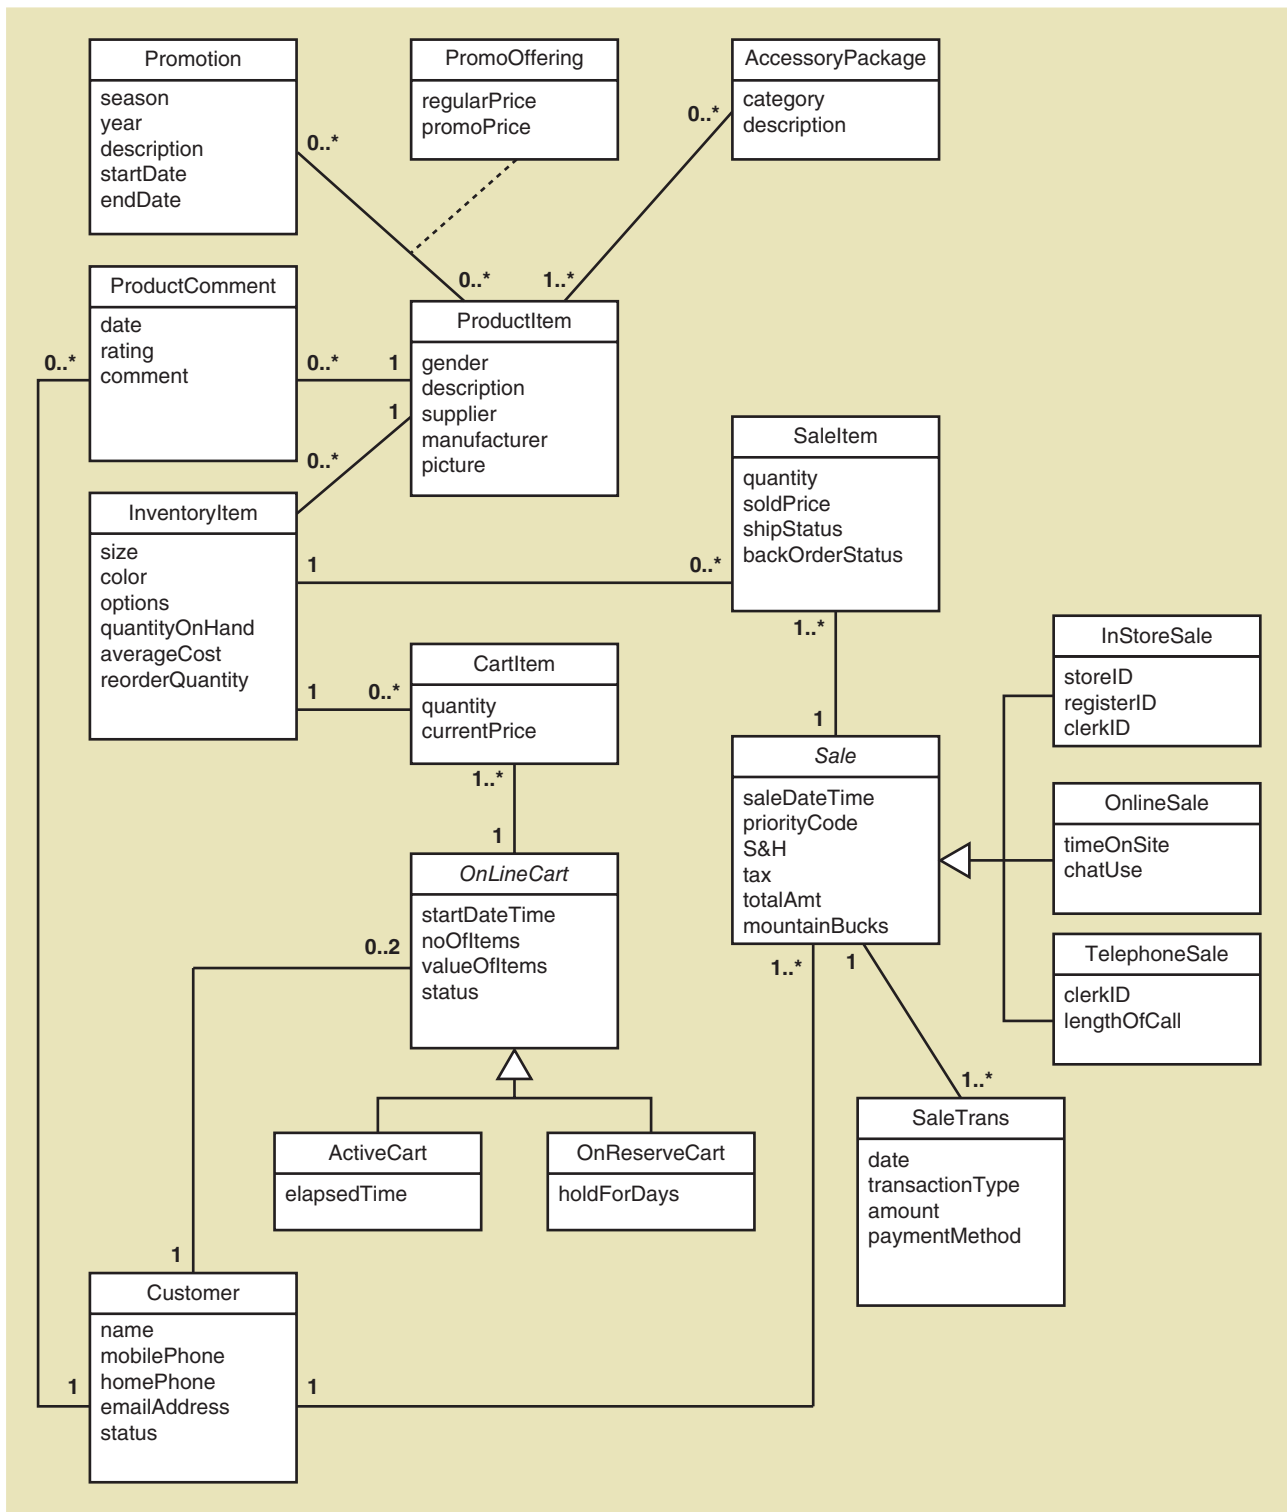 Promotion
season
year
description
startDate
endDate
PromoOffering
regularPrice
promoPrice
AccessoryPackage
category
description
0..*
0..*
0..*
1..*
ProductComment
date
rating
comment
0..*
0..*
1
ProductItem
gender
description
supplier
manufacturer
picture
1
0..*
InventoryItem
size
color
options
quantityOnHand
averageCost
reorderQuantity
SaleItem
quantity
soldPrice
shipStatus
backOrderStatus
1
0..*
1
0..*
CartItem
quantity
currentPrice
1..*
1
1..*
1
OnLineCart
startDateTime
noOfItems
valueOfItems
status
0..2
Sale
saleDateTime
priorityCode
S&H
tax
totalAmt
mountainBucks
InStoreSale
storeID
registerID
clerkID
OnlineSale
timeOnSite
chatUse
TelephoneSale
clerkID
lengthOfCall
1..*
1
1..*
ActiveCart
elapsedTime
OnReserveCart
holdForDays
SaleTrans
date
transactionType
amount
paymentMethod
1
Customer
name
mobilePhone
homePhone
emailAddress
status
1
1